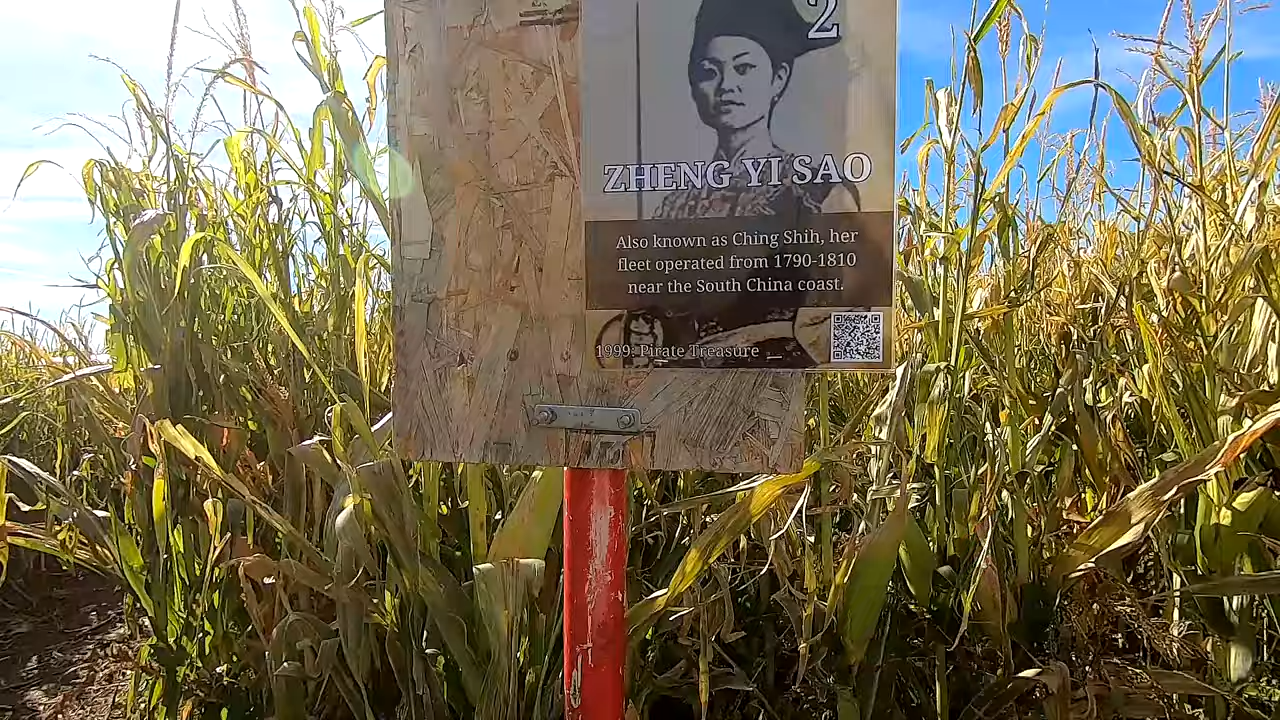 2
ZHENG YI SAO
Also known as Ching Shih, her
fleet operated from 1790-1810
near the South China coast.
1999: Pirate Treasure